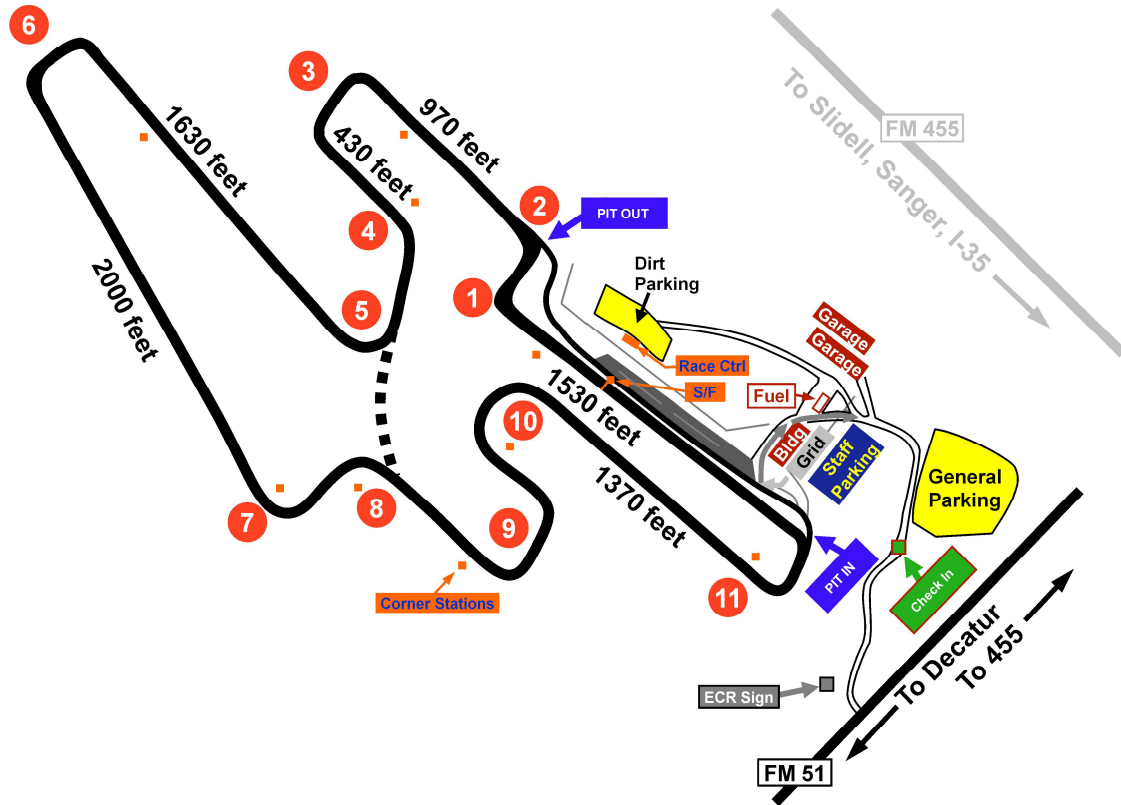 6
3
1630 feet
430 feet
970 feet
To Slidell, Sanger, I-35
FM 455
2
PIT OUT
4
2000 feet
Dirt
Parking
1
5
Garage
Garage
Race Ctrl
S/F
1530 feet
Fuel
10
Bldg
Grid
Staff
Parking
General
Parking
1370 feet
7
8
9
11
PIT IN
Check In
Corner Stations
To Decatur
To 455
ECR Sign
FM 51